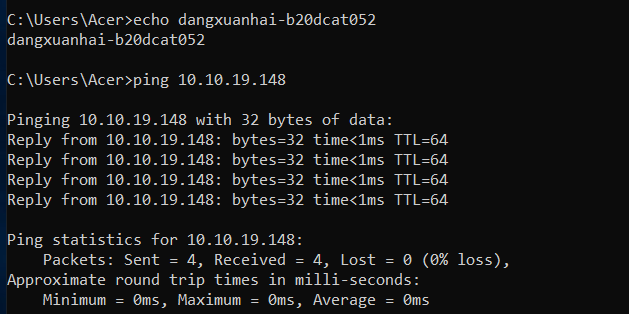 C:\Users\Acer>echo dangxuanhai-b20dcat052
dangxuanhai-b20dcat052
C:\Users\Acer>ping 10.10.19.148
Pinging 10.10.19.148 with 32 bytes of data:
Reply from 10.10.19.148: bytes=32 time<1ms TTL=64
Reply from 10.10.19.148: bytes=32 time<1ms TTL=64
Reply from 10.10.19.148: bytes=32 time<1ms TTL=64
Reply from 10.10.19.148: bytes=32 time<1ms TTL=64
Ping statistics for 10.10.19.148:
    Packets: Sent = 4, Received = 4, Lost = 0 (0% loss),
Approximate round trip times in milli-seconds:
    Minimum = 0ms, Maximum = 0ms, Average = 0ms